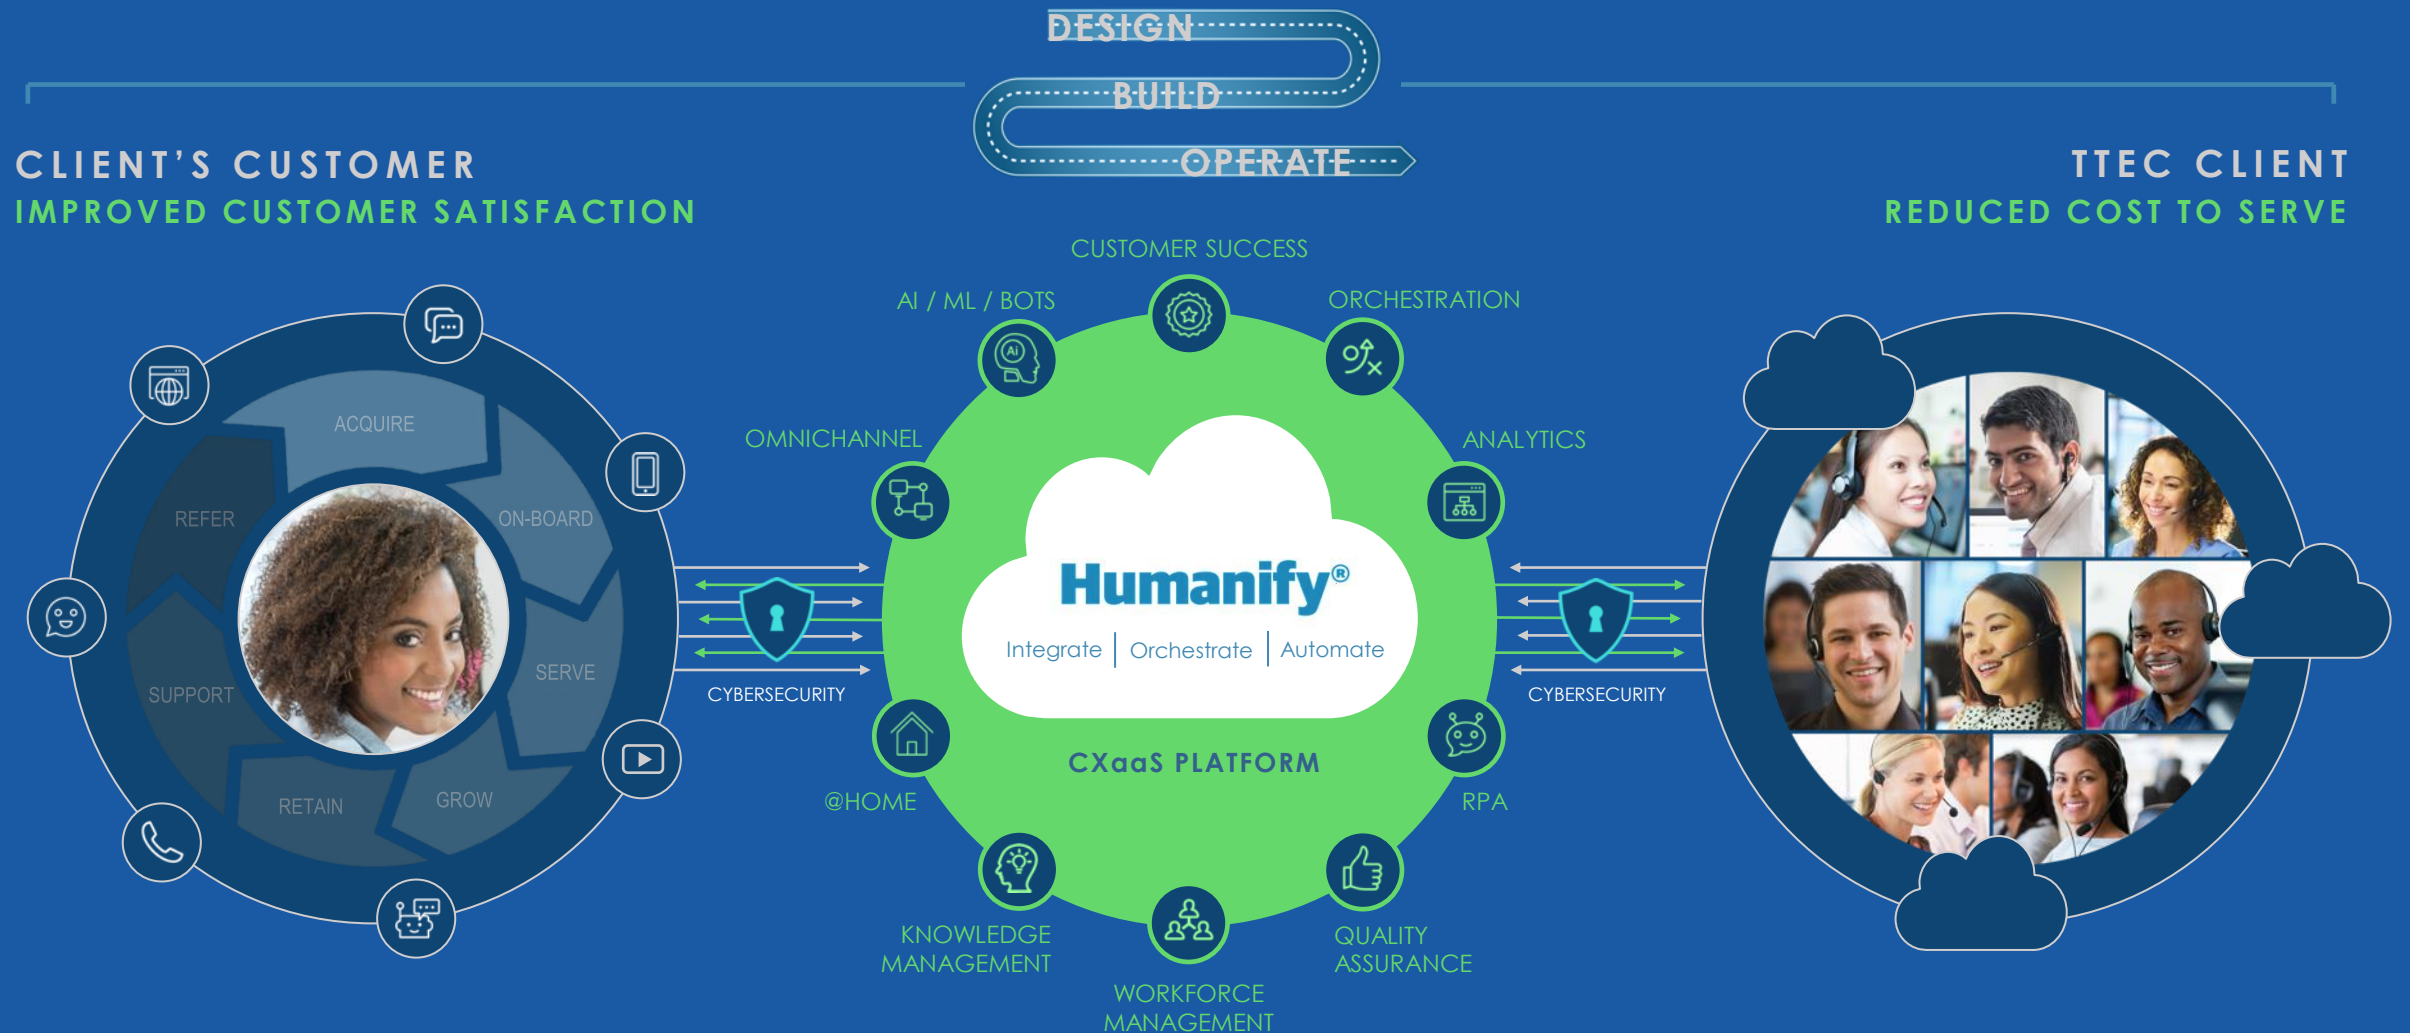 DESIGN
BUILD
OPERATE
CLIENT'S CUSTOMER
IMPROVED CUSTOMER SATISFACTION
TTEC CLIENT
REDUCED COST TO SERVE
ACQUIRE
ON-BOARD
SERVE
GROW
RETAIN
SUPPORT
REFER
CYBERSECURITY
CUSTOMER SUCCESS
AI / ML / BOTS
Ai
ORCHESTRATION
OMNICHANNEL
ANALYTICS
Humanify®
Integrate | Orchestrate | Automate
CXaaS PLATFORM
@HOME
RPA
KNOWLEDGE
MANAGEMENT
WORKFORCE
MANAGEMENT
QUALITY
ASSURANCE
CYBERSECURITY